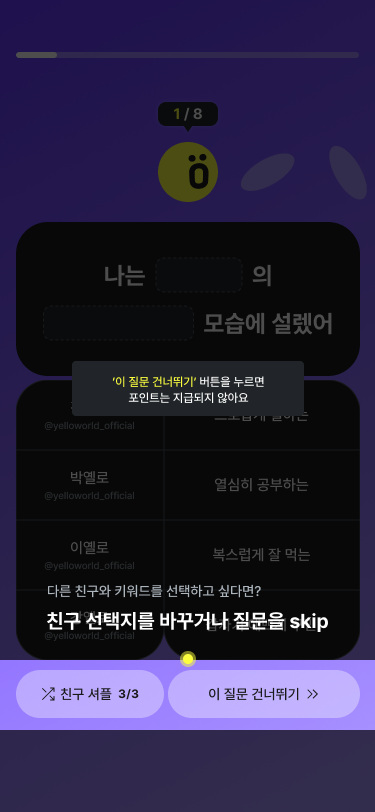 1 / 8
나는 의
모습에 설렜어
'이 질문 건너뛰기' 버튼을 누르면
포인트는 지급되지 않아요
@yelloworld_official
박옐로
@yelloworld_official
열심히 공부하는
이옐로
@yelloworld_official
복스럽게 잘 먹는
다른 친구와 키워드를 선택하고 싶다면?
친구 선택지를 바꾸거나 질문을 skip
@yelloworld_official
친구 셔플 3/3
이 질문 건너뛰기